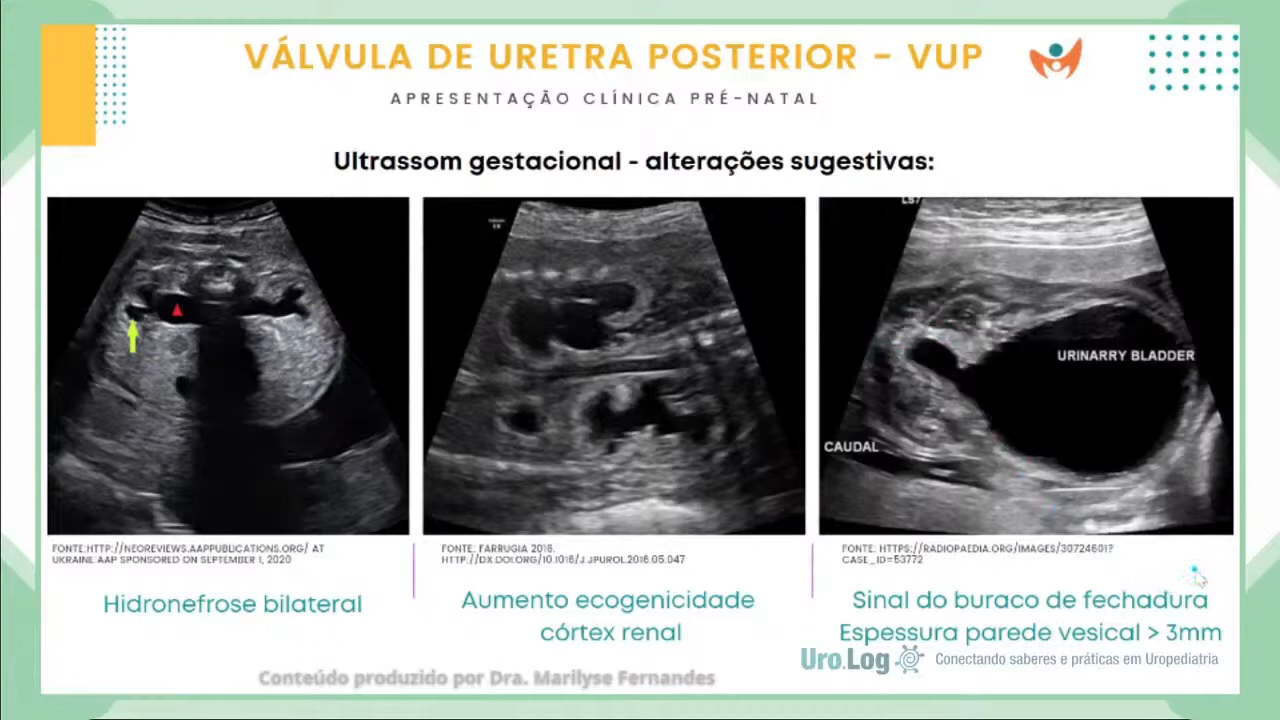 VÁLVULA DE URETRA POSTERIOR - VUP
APRESENTAÇÃO CLÍNICA PRÉ-NATAL
Ultrassom gestacional - alterações sugestivas:
URINARRY BLADDER
CAUDAL
FONTE:HTTP://NEOREVIEWS.AAPPUBLICATIONS.ORG/ AT
UKRAINE:AAP SPONSORED ON SEPTEMBER 1, 2020
Hidronefrose bilateral
FONTE: FARRUGIA 2016.
HTTP://DX.DOI.ORG/10.1016/J.JPUROL.2016.05.047
Aumento ecogenicidade
córtex renal
FONTE: HTTPS://RADIOPAEDIA.ORG/IMAGES/30724601?
CASE_ID=53772
Sinal do buraco de fechadura
Espessura parede vesical > 3mm
Uro.Log Conectando saberes e práticas em Uropediatria
Conteúdo produzido por Dra. Marilyse Fernandes